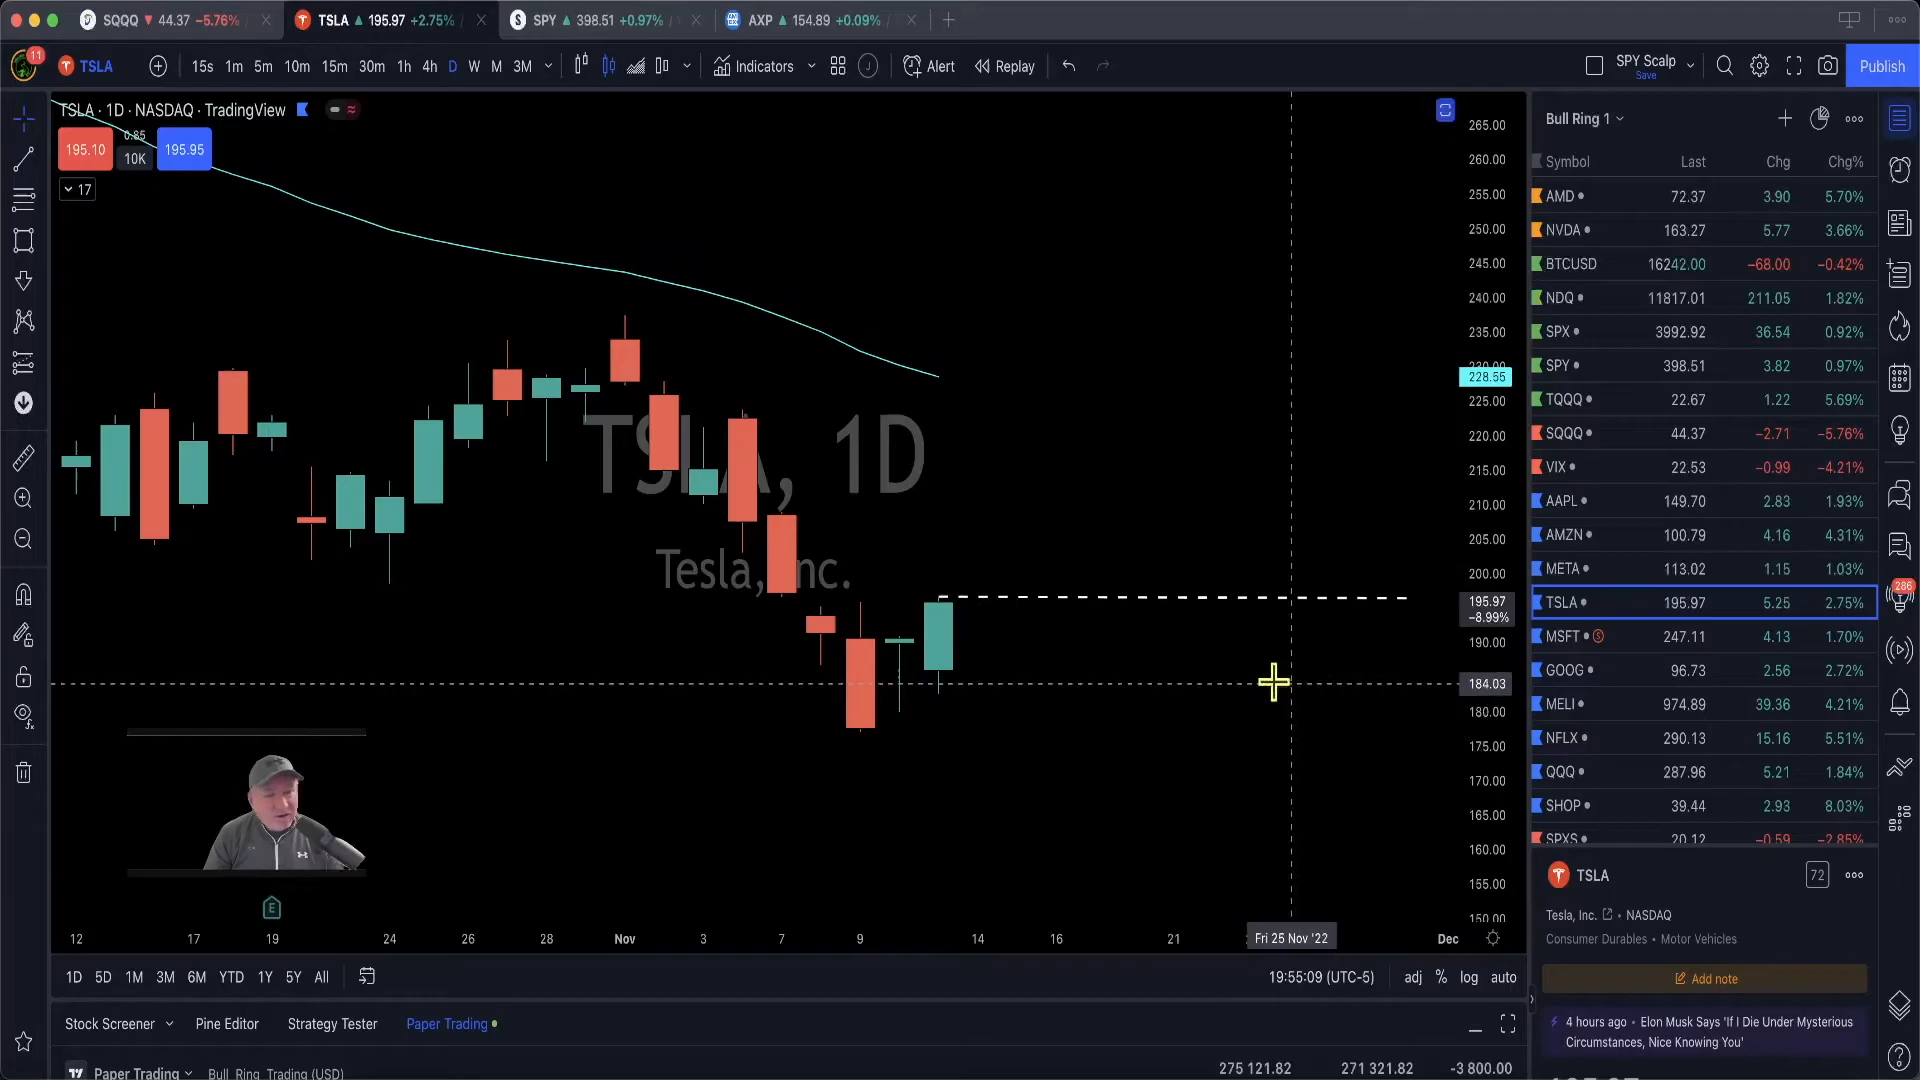 SQQQ ▼ 44.37 −5.76% /
TSLA ▲ 195.97 +2.75% /
SPY ▲ 398.51 +0.97% /
AXP ▲ 154.89 +0.09% /
11
TSLA
15s 1m 5m 10m 15m 30m 1h 4h D W M 3M
Indicators
J
Alert
Replay
SPY Scalp
Save
Publish
TSLA · 1D · NASDAQ · TradingView
195.10
0.85
10K
195.95
17
TSLA, 1D
Tesla, Inc.
265.00
260.00
255.00
250.00
245.00
240.00
235.00
230.00
228.55
225.00
220.00
215.00
210.00
205.00
200.00
195.97
−8.99%
190.00
184.03
180.00
175.00
170.00
165.00
160.00
155.00
150.00
E
12 17 19 24 26 28 Nov 3 7 9 14 16 21 Fri 25 Nov '22 Dec
1D 5D 1M 3M 6M YTD 1Y 5Y All
19:55:09 (UTC-5)
adj % log auto
Stock Screener
Pine Editor
Strategy Tester
Paper Trading
Paper Trading Bull_Ring_Trading (USD) 275 121.82 271 321.82 -3 800.00
Bull Ring 1
Symbol Last Chg Chg%
AMD 72.37 3.90 5.70%
NVDA 163.27 5.77 3.66%
BTCUSD 16242.00 −68.00 −0.42%
NDQ 11817.01 211.05 1.82%
SPX 3992.92 36.54 0.92%
SPY 398.51 3.82 0.97%
TQQQ 22.67 1.22 5.69%
SQQQ 44.37 −2.71 −5.76%
VIX 22.53 −0.99 −4.21%
AAPL 149.70 2.83 1.93%
AMZN 100.79 4.16 4.31%
META 113.02 1.15 1.03%
TSLA 195.97 5.25 2.75%
MSFT 247.11 4.13 1.70%
GOOG 96.73 2.56 2.72%
MELI 974.89 39.36 4.21%
NFLX 290.13 15.16 5.51%
QQQ 287.96 5.21 1.84%
SHOP 39.44 2.93 8.03%
SPXS 20.12 −0.59 −2.85%
TSLA
72
Tesla, Inc. • NASDAQ
Consumer Durables • Motor Vehicles
Add note
4 hours ago • Elon Musk Says 'If I Die Under Mysterious
Circumstances, Nice Knowing You'
286